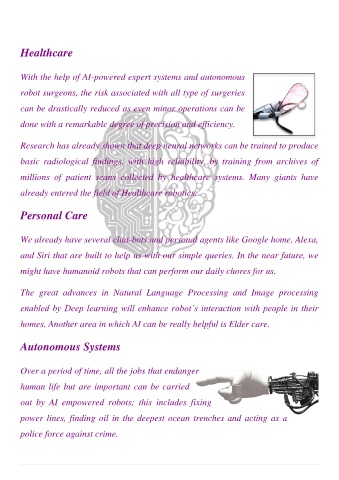 Healthcare
With the help of AI-powered expert systems and autonomous
robot surgeons, the risk associated with all type of surgeries
can be drastically reduced as even minor operations can be
done with a remarkable degree of precision and efficiency.
Research has already shown that deep neural networks can be trained to produce
basic radiological findings, with high reliability, by training from archives of
millions of patient scans collected by healthcare systems. Many giants have
already entered the field of Healthcare robotics.
Personal Care
We already have several chat-bots and personal agents like Google home, Alexa,
and Siri that are built to help us with our simple queries. In the near future, we
might have humanoid robots that can perform our daily chores for us.
The great advances in Natural Language Processing and Image processing
enabled by Deep learning will enhance robot's interaction with people in their
homes. Another area in which AI can be really helpful is Elder care.
Autonomous Systems
Over a period of time, all the jobs that endanger
human life but are important can be carried
out by AI empowered robots; this includes fixing
power lines, finding oil in the deepest ocean trenches and acting as a
police force against crime.